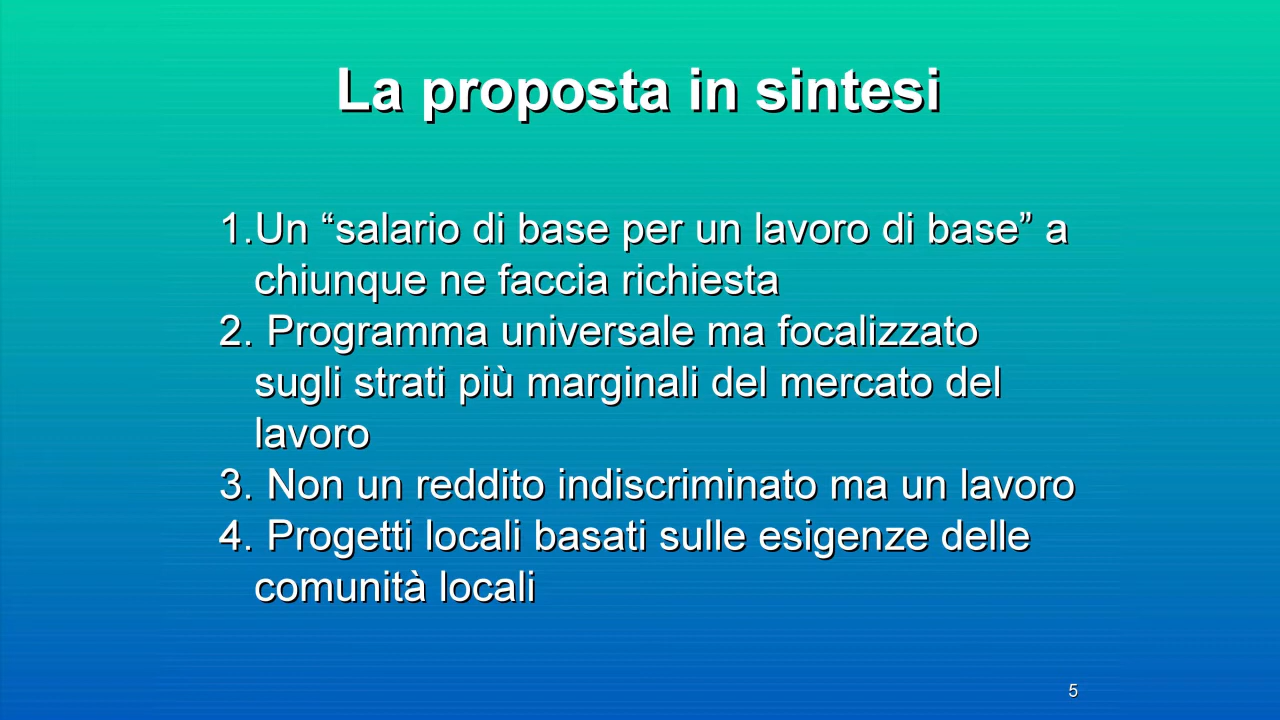 La proposta in sintesi
1.Un “salario di base per un lavoro di base” a
chiunque ne faccia richiesta
2. Programma universale ma focalizzato
sugli strati più marginali del mercato del
lavoro
3. Non un reddito indiscriminato ma un lavoro
4. Progetti locali basati sulle esigenze delle
comunità locali
5